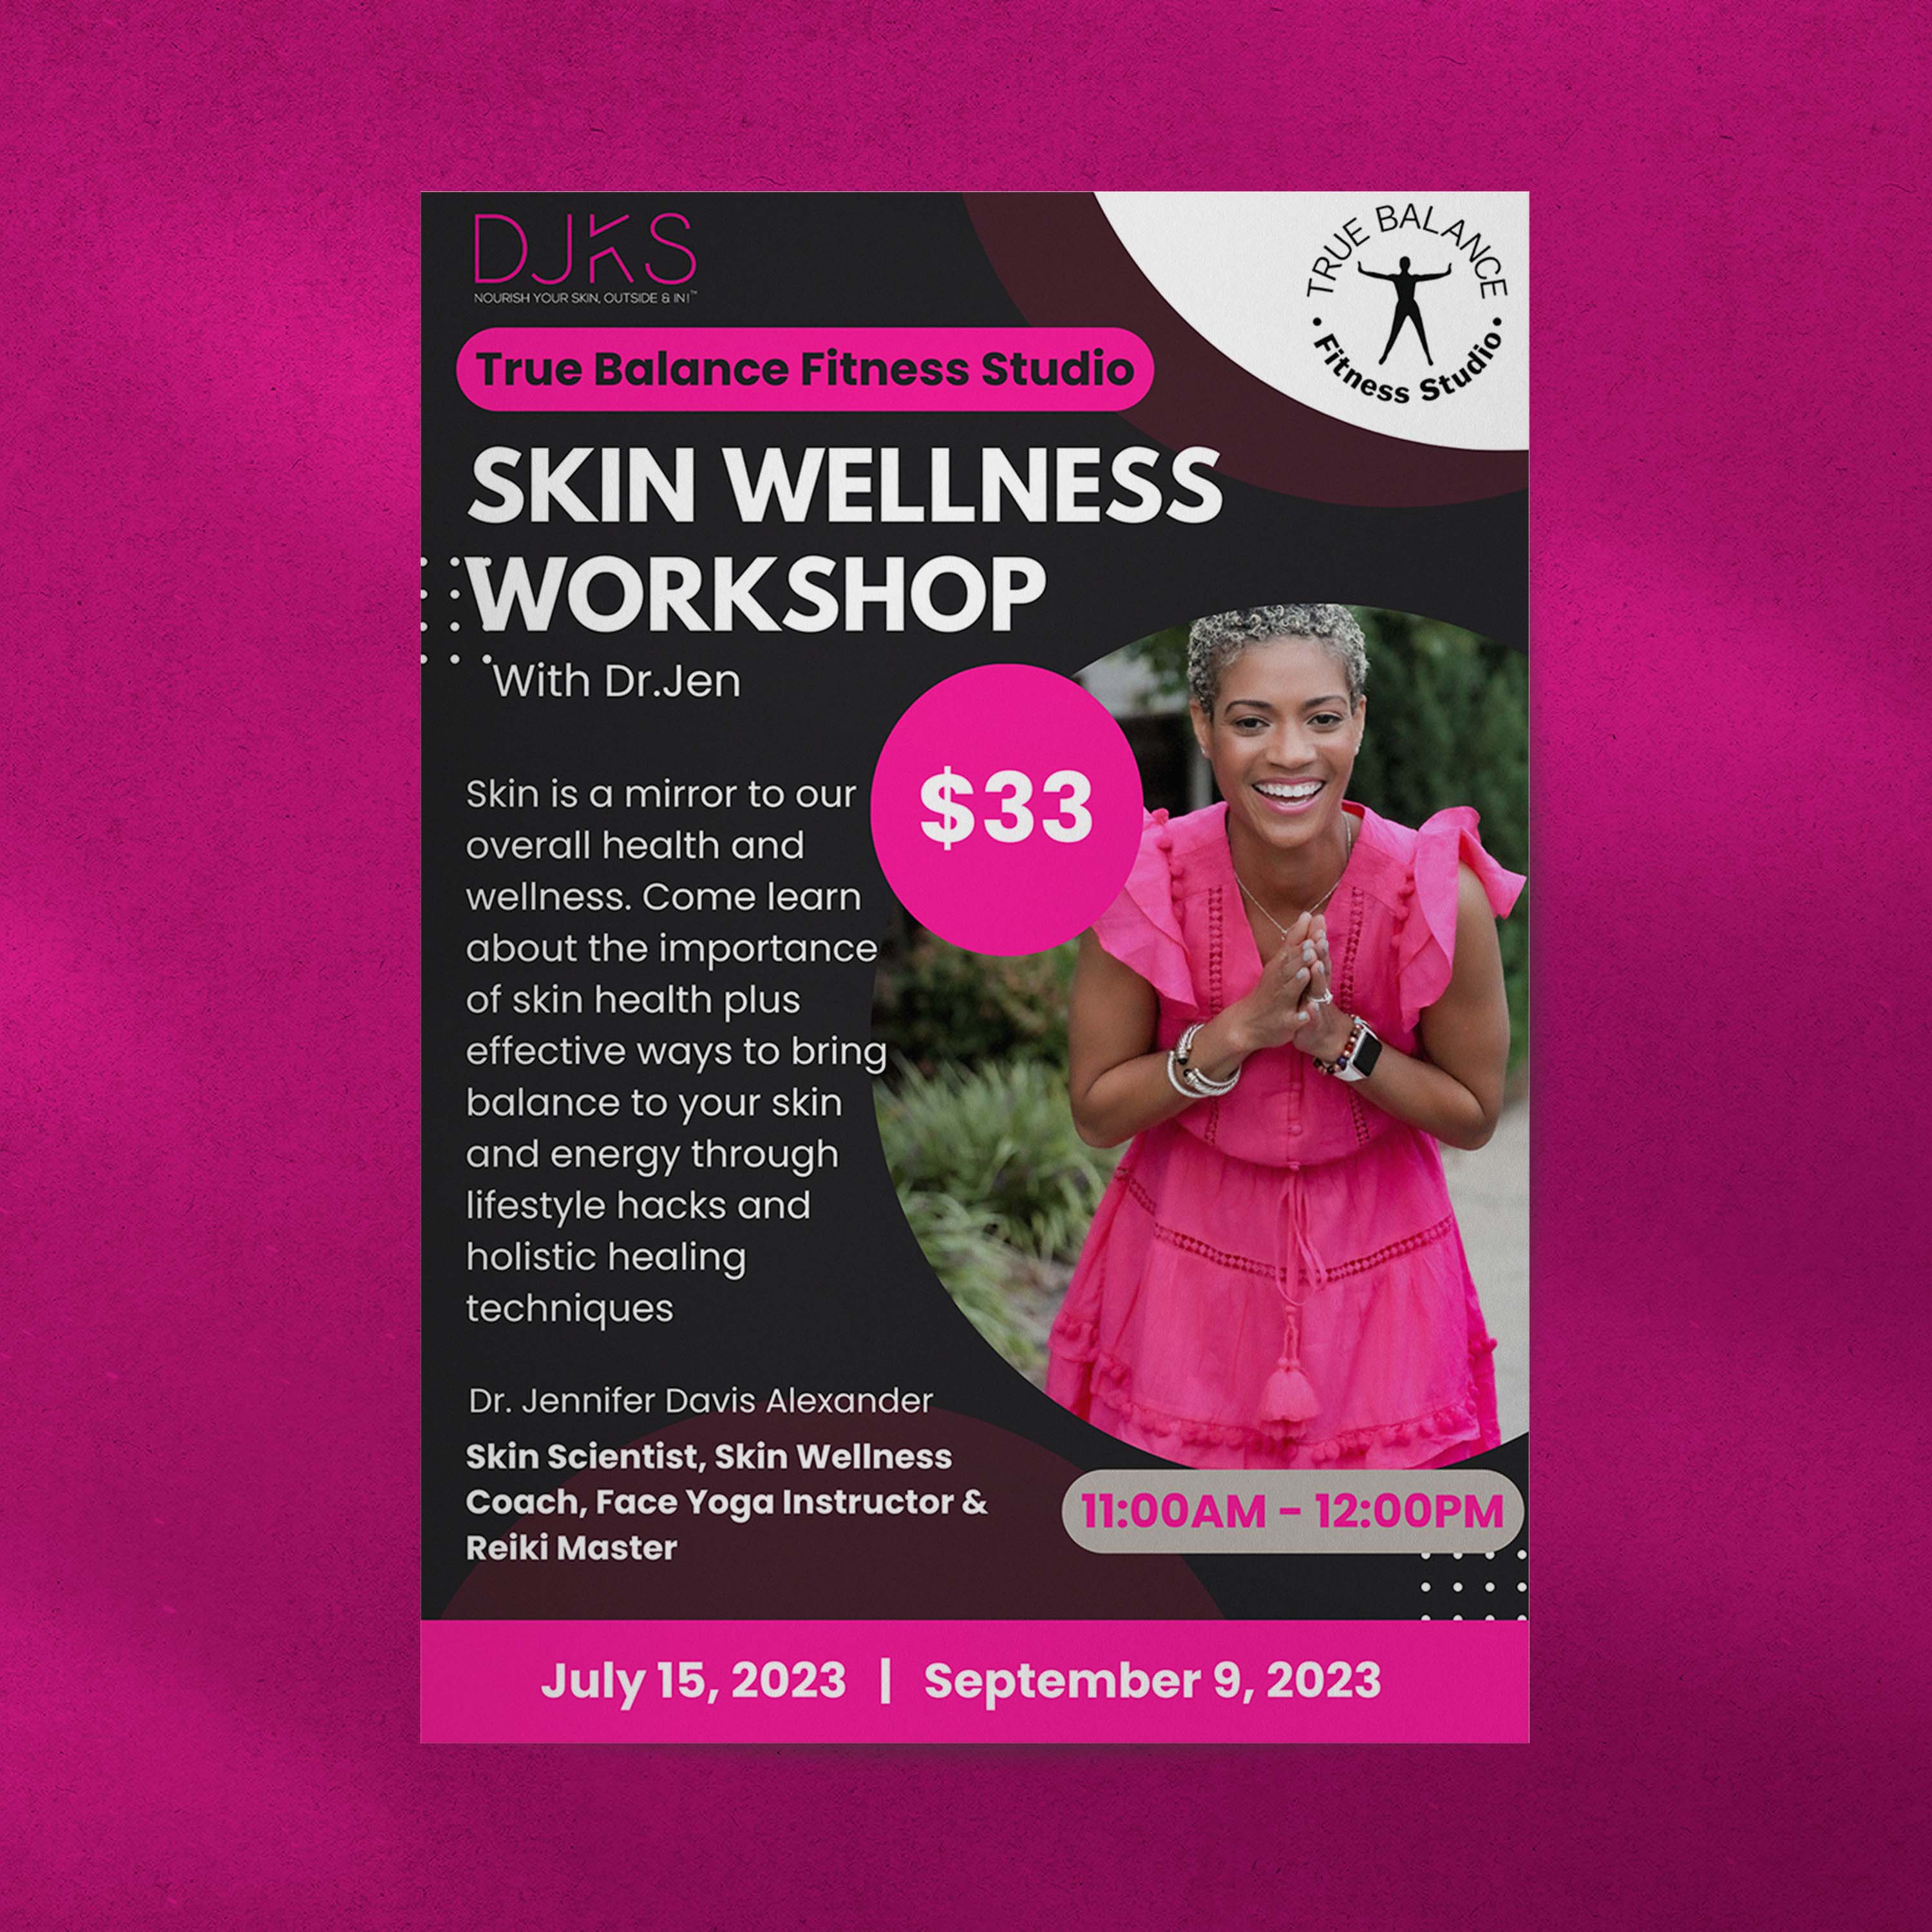 DJKS
NOURISH YOUR SKIN, OUTSIDE & IN!™
TRUE BALANCE
• Fitness Studio •
True Balance Fitness Studio
SKIN WELLNESS
WORKSHOP
With Dr.Jen
$33
Skin is a mirror to our
overall health and
wellness. Come learn
about the importance
of skin health plus
effective ways to bring
balance to your skin
and energy through
lifestyle hacks and
holistic healing
techniques
Dr. Jennifer Davis Alexander
Skin Scientist, Skin Wellness
Coach, Face Yoga Instructor &
Reiki Master
11:00AM - 12:00PM
July 15, 2023 | September 9, 2023